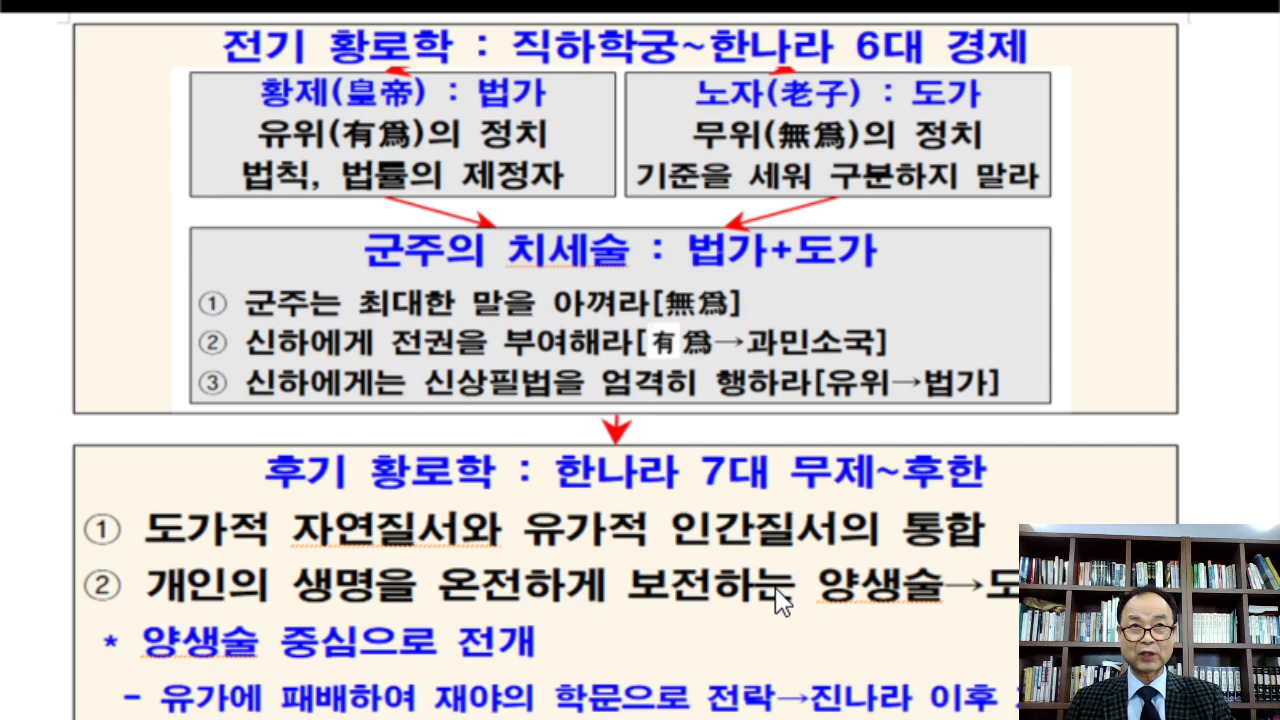 전기 황로학 : 직하학궁~한나라 6대 경제
황제(皇帝) : 법가
유위(有爲)의 정치
법칙, 법률의 제정자
노자(老子) : 도가
무위(無爲)의 정치
기준을 세워 구분하지 말라
군주의 치세술 : 법가+도가
① 군주는 최대한 말을 아껴라[無爲]
② 신하에게 전권을 부여해라[有爲→과민소국]
③ 신하에게는 신상필법을 엄격히 행하라[유위→법가]
후기 황로학 : 한나라 7대 무제~후한
① 도가적 자연질서와 유가적 인간질서의 통합
② 개인의 생명을 온전하게 보전하는 양생술→
* 양생술 중심으로 전개
- 유가에 패배하여 재야의 학문으로 전락→진나라 이후